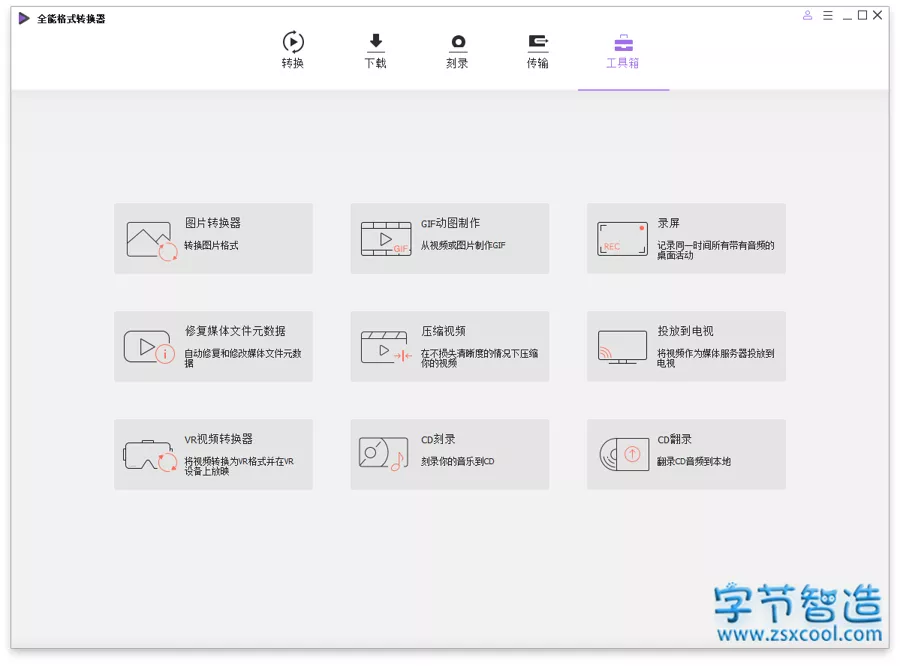 全能格式转换器
转换
下载
刻录
传输
工具箱
图片转换器
转换图片格式
GIF动图制作
从视频或图片制作GIF
GIF
录屏
记录同一时间所有带有音频的
桌面活动
REC
修复媒体文件元数据
自动修复和修改媒体文件元数
据
压缩视频
在不损失清晰度的情况下压缩
你的视频
投放到电视
将视频作为媒体服务器投放到
电视
VR视频转换器
将视频转换为VR格式并在VR
设备上放映
CD刻录
刻录你的音乐到CD
CD翻录
翻录CD音频到本地
字节智造
www.zsxcool.com